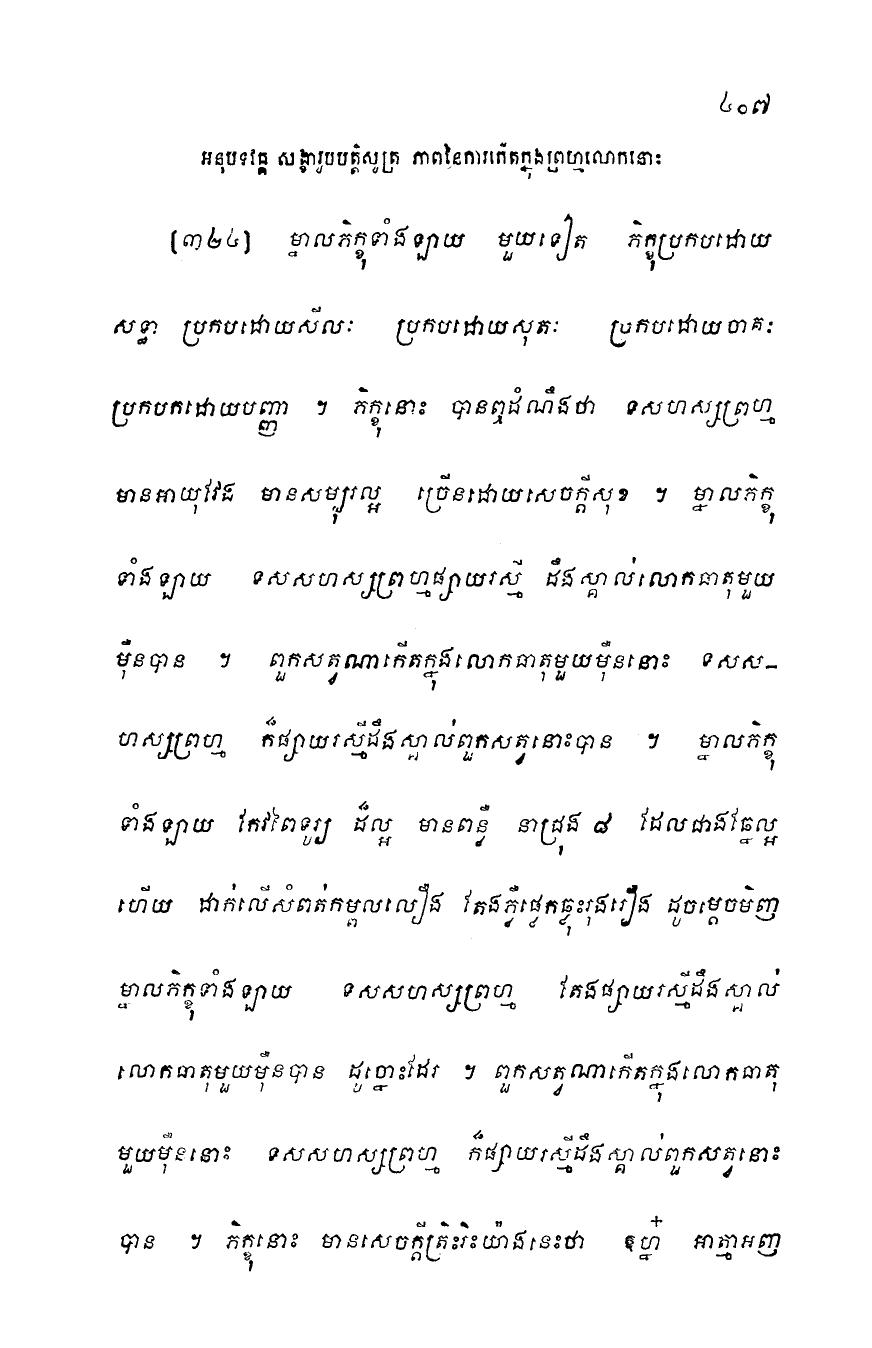 ៤០៧
អនុបទវគ្គ សង្ខារូបបត្តិសូត្រ ភាពនៃការកើតក្នុងព្រហ្មលោកនោះ
[៣២៤] ម្នាលភិក្ខុទាំងឡាយ មួយទៀត ភិក្ខុប្រកបដោយ
សទ្ធា ប្រកបដោយសីលៈ ប្រកបដោយសុតៈ ប្រកបដោយចាគៈ
ប្រកបកដោយបញ្ញា ។ ភិក្ខុនោះ បានឮដំណឹងថា ទសហស្សព្រហ្ម
មានអាយុវែង មានសម្បុរល្អ ច្រើនដោយសេចក្តីសុខ ។ ម្នាលភិក្ខុ
ទាំងឡាយ ទសសហស្សព្រហ្មផ្សាយរស្មី ដឹងស្គាល់លោកធាតុមួយ
ម៉ឺនបាន ។ ពួកសត្វណាកើតក្នុងលោកធាតុមួយម៉ឺននោះ ទសស-
ហស្សព្រហ្ម ក៏ផ្សាយរស្មីដឹងស្គាល់ពួកសត្វនោះបាន ។ ម្នាលភិក្ខុ
ទាំងឡាយ កែវពៃទូរ្យ ដ៏ល្អ មានពន្លឺ នាជ្រុង ៨ ដែលជាងច្នៃល្អ
ហើយ ដាក់លើសំពត់កម្ពលលឿង តែងភ្លឺផ្លេកឆ្លុះរុងរឿង ដូចម្តេចមិញ
ម្នាលភិក្ខុទាំងឡាយ ទសសហស្សព្រហ្ម តែងផ្សាយរស្មីដឹងស្គាល់
លោកធាតុមួយម៉ឺនបាន ដូច្នោះដែរ ។ ពួកសត្វណាកើតក្នុងលោកធាតុ
មួយម៉ឺននោះ ទសសហស្សព្រហ្ម ក៏ផ្សាយរស្មីដឹងស្គាល់ពួកសត្វនោះ
បាន ។ ភិក្ខុនោះ មានសេចក្តីត្រិះរិះយ៉ាងនេះថា ឱហ្ន៎ អាត្មាអញ